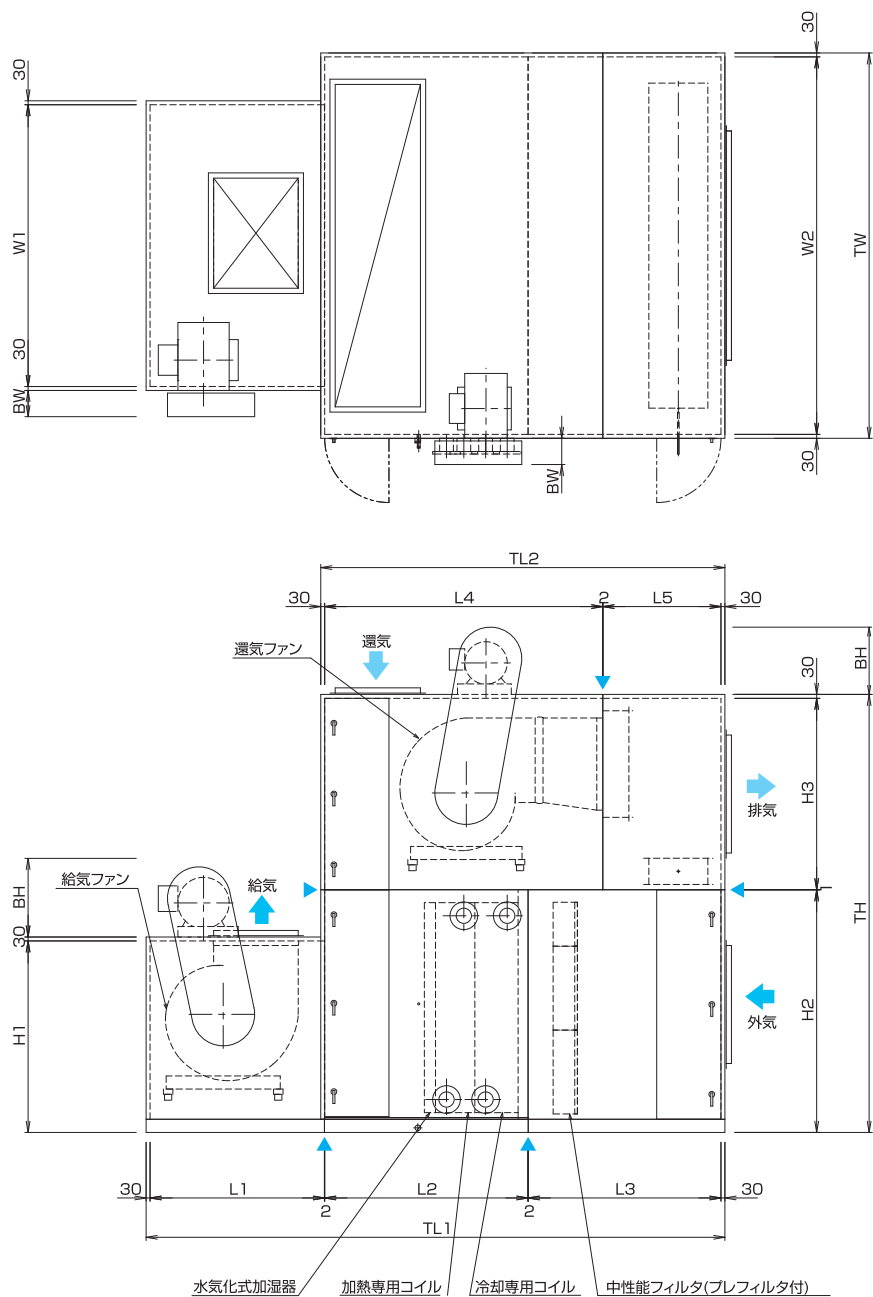 30
30
W1
W2
TW
30
BW
BW
30
TL2
30
L4
2
L5
30
還気ファン
還気
30
BH
H3
排気
給気ファン
給気
BH
30
1
TH
H1
H2
外気
30
L1
2
L2
2
L3
30
TL1
水気化式加湿器
加熱専用コイル
冷却専用コイル
中性能フィルタ(プレフィルタ付)